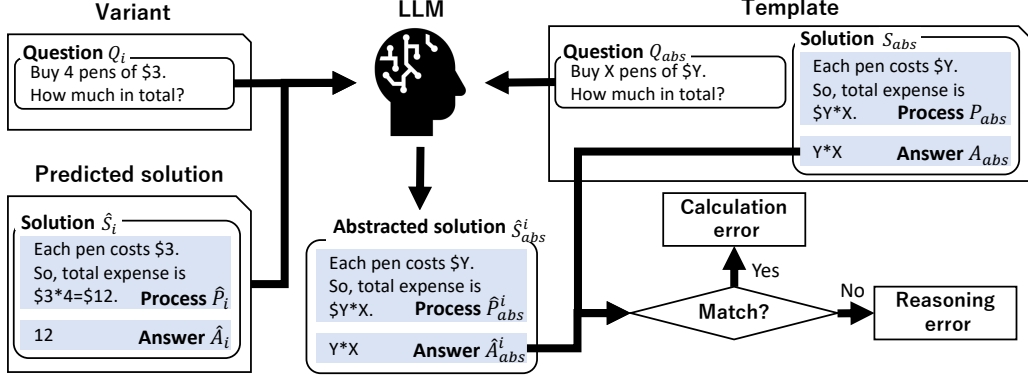 Variant
Question Q_i
Buy 4 pens of $3.
How much in total?
LLM
Template
Question Q_abs
Buy X pens of $Y.
How much in total?
Solution S_abs
Each pen costs $Y.
So, total expense is
$Y*X. Process P_abs
Y*X Answer A_abs
Predicted solution
Solution Ŝ_i
Each pen costs $3.
So, total expense is
$3*4=$12. Process P̂_i
12 Answer Â_i
Abstracted solution Ŝ^i_abs
Each pen costs $Y.
So, total expense is
$Y*X. Process P̂^i_abs
Y*X Answer Â^i_abs
Calculation
error
Yes
Match?
No
Reasoning
error